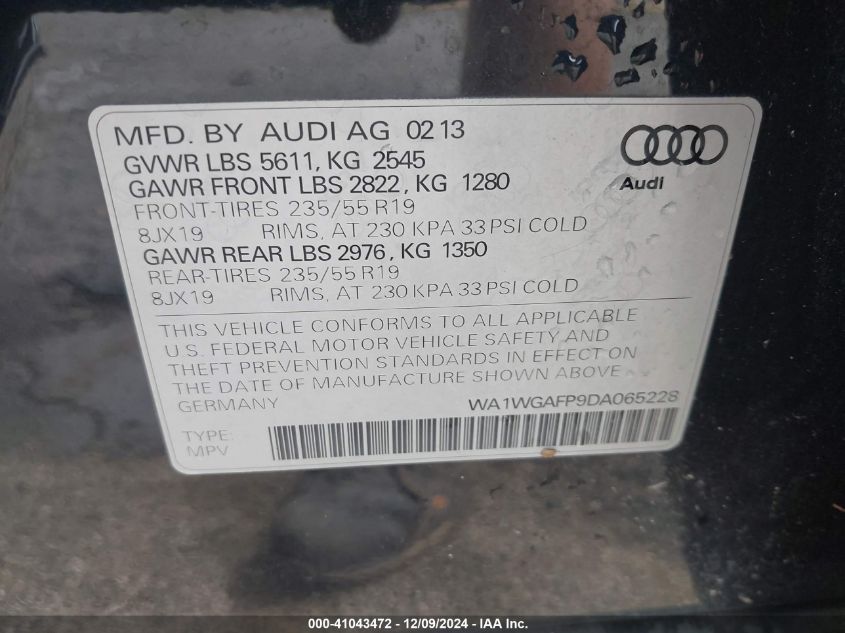 MFD. BY AUDI AG 02 13
GVWR LBS 5611, KG 2545
GAWR FRONT LBS 2822, KG 1280
FRONT-TIRES 235/55 R19
8JX19 RIMS, AT 230 KPA 33 PSI COLD
GAWR REAR LBS 2976, KG 1350
REAR-TIRES 235/55 R19
8JX19 RIMS, AT 230 KPA 33 PSI COLD
Audi
THIS VEHICLE CONFORMS TO ALL APPLICABLE
U.S. FEDERAL MOTOR VEHICLE SAFETY AND
THEFT PREVENTION STANDARDS IN EFFECT ON
THE DATE OF MANUFACTURE SHOWN ABOVE.
GERMANY WA1WGAFP9DA065228
TYPE:
MPV
000-41043472 - 12/09/2024 - IAA Inc.